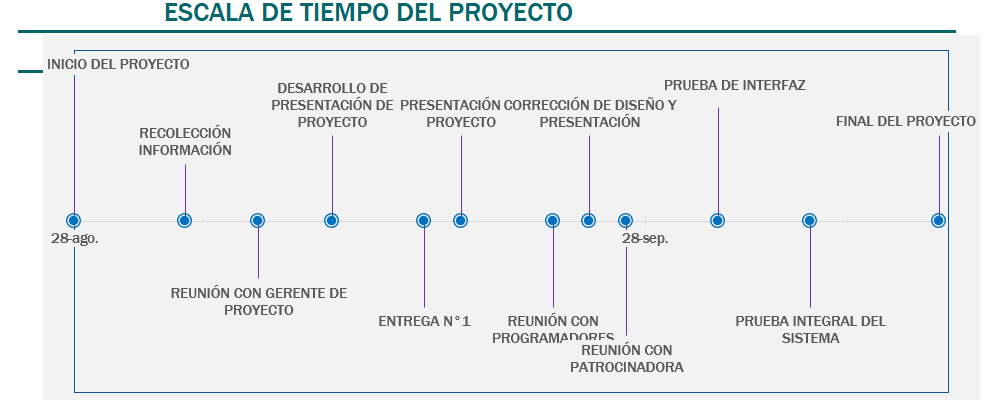 ESCALA DE TIEMPO DEL PROYECTO
INICIO DEL PROYECTO
RECOLECCIÓN
INFORMACIÓN
DESARROLLO DE
PRESENTACIÓN DE
PROYECTO
PRESENTACIÓN
PROYECTO
CORRECCIÓN DE DISEÑO Y
PRESENTACIÓN
PRUEBA DE INTERFAZ
FINAL DEL PROYECTO
28-ago.
28-sep.
REUNIÓN CON GERENTE DE
PROYECTO
ENTREGA N°1
REUNIÓN CON
PROGRAMADORES
REUNIÓN CON
PATROCINADORA
PRUEBA INTEGRAL DEL
SISTEMA